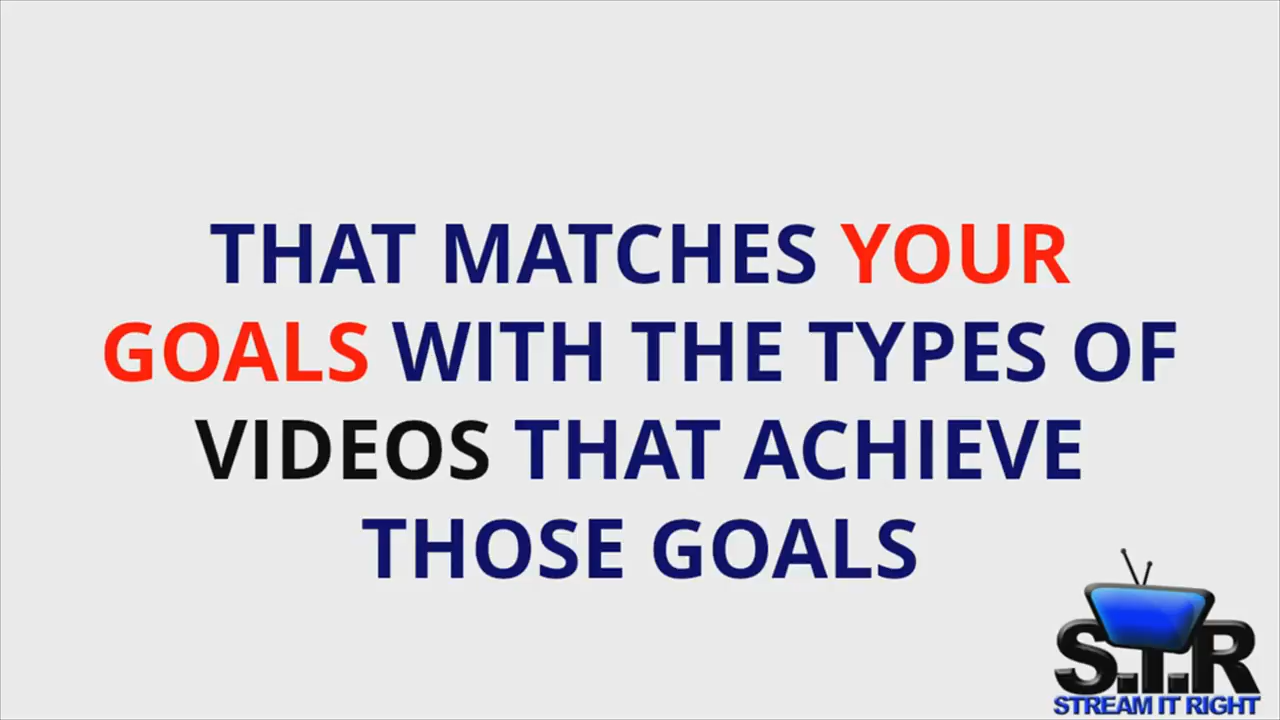 THAT MATCHES YOUR
GOALS WITH THE TYPES OF
VIDEOS THAT ACHIEVE
THOSE GOALS
S.T.R
STREAM IT RIGHT